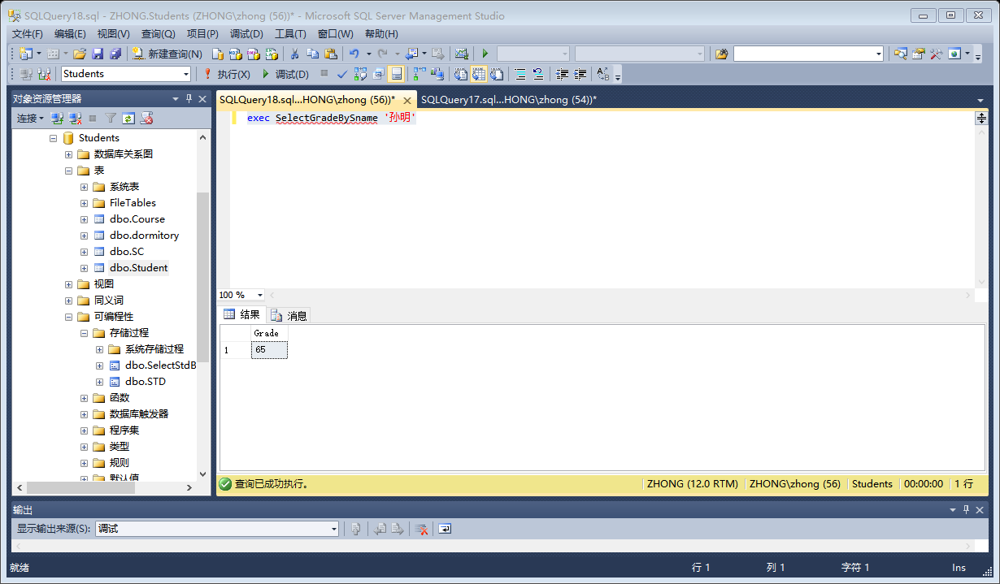 SQLQuery18.sql - ZHONG.Students (ZHONG\zhong (56))* - Microsoft SQL Server Management Studio
文件(F) 编辑(E) 视图(V) 查询(Q) 项目(P) 调试(D) 工具(T) 窗口(W) 帮助(H)
新建查询(N)
Students 执行(X) 调试(D)
对象资源管理器
连接
Students
数据库关系图
表
系统表
FileTables
dbo.Course
dbo.dormitory
dbo.SC
dbo.Student
视图
同义词
可编程性
存储过程
系统存储过程
dbo.SelectStdB
dbo.STD
函数
数据库触发器
程序集
类型
规则
默认值
SQLQuery18.sql...HONG\zhong (56))* SQLQuery17.sql...HONG\zhong (54))*
exec SelectGradeBySname '孙明'
100 %
结果 消息
Grade
1 65
查询已成功执行。 ZHONG (12.0 RTM) ZHONG\zhong (56) Students 00:00:00 1 行
输出
显示输出来源(S): 调试
就绪 行 1 列 1 字符 1 Ins